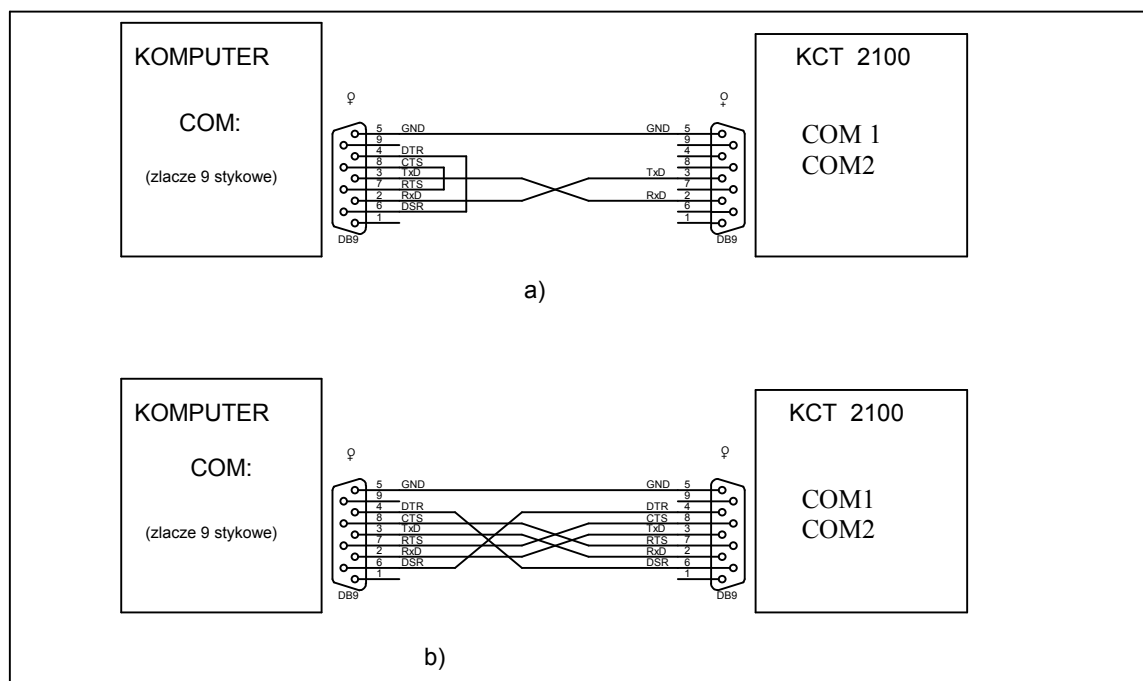 KOMPUTER
COM:
(zlacze 9 stykowe)
5 GND
9
4 DTR
8 CTS
3 TxD
7 RTS
2 RxD
6 DSR
1
DB9
GND 5
9
4
8
TxD 3
7
RxD 2
6
1
DB9
KCT 2100
COM 1
COM2
a)
KOMPUTER
COM:
(zlacze 9 stykowe)
5 GND
9
4 DTR
8 CTS
3 TxD
7 RTS
2 RxD
6 DSR
1
DB9
GND 5
9
DTR 4
CTS 8
TxD 3
RTS 7
RxD 2
DSR 6
1
DB9
KCT 2100
COM1
COM2
b)